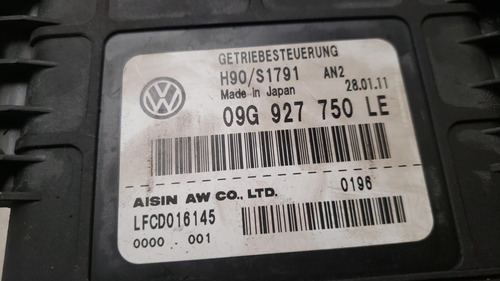 GETRIEBESTEUERUNG
H90/S1791 AN2
Made in Japan 28.01.11
09G 927 750 LE
AISIN AW CO., LTD. 0196
LFCD016145
0000 001